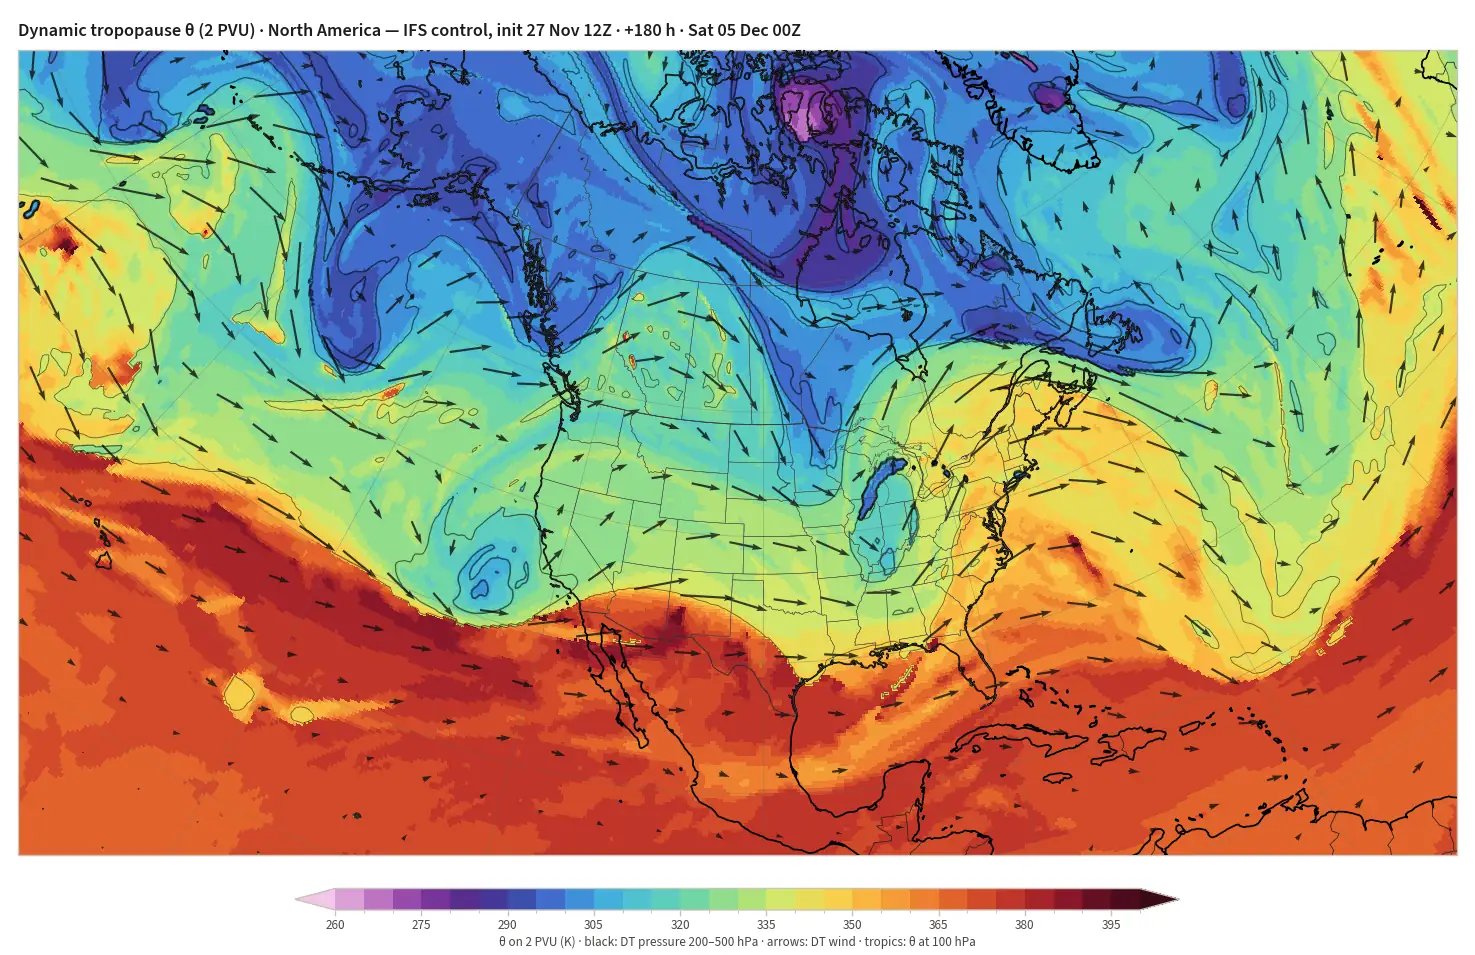 Dynamic tropopause θ (2 PVU) · North America — IFS control, init 27 Nov 12Z · +180 h · Sat 05 Dec 00Z
260 275 290 305 320 335 350 365 380 395
θ on 2 PVU (K) · black: DT pressure 200–500 hPa · arrows: DT wind · tropics: θ at 100 hPa